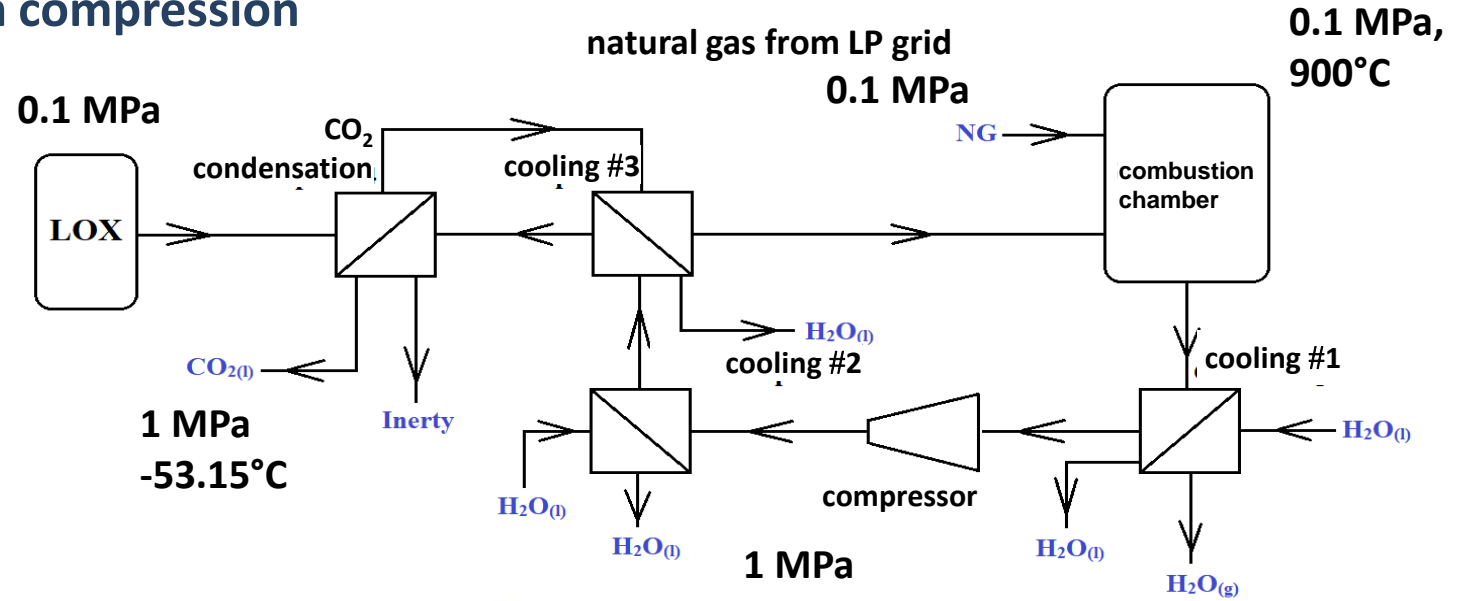 compression
0.1 MPa,
900°C
natural gas from LP grid
0.1 MPa
0.1 MPa
CO₂
NG
condensation
cooling #3
combustion
chamber
LOX
H₂O(l)
cooling #2
cooling #1
CO₂(l)
1 MPa
-53.15°C
Inerty
H₂O(l)
compressor
H₂O(l)
H₂O(l)
1 MPa
H₂O(l)
H₂O(g)